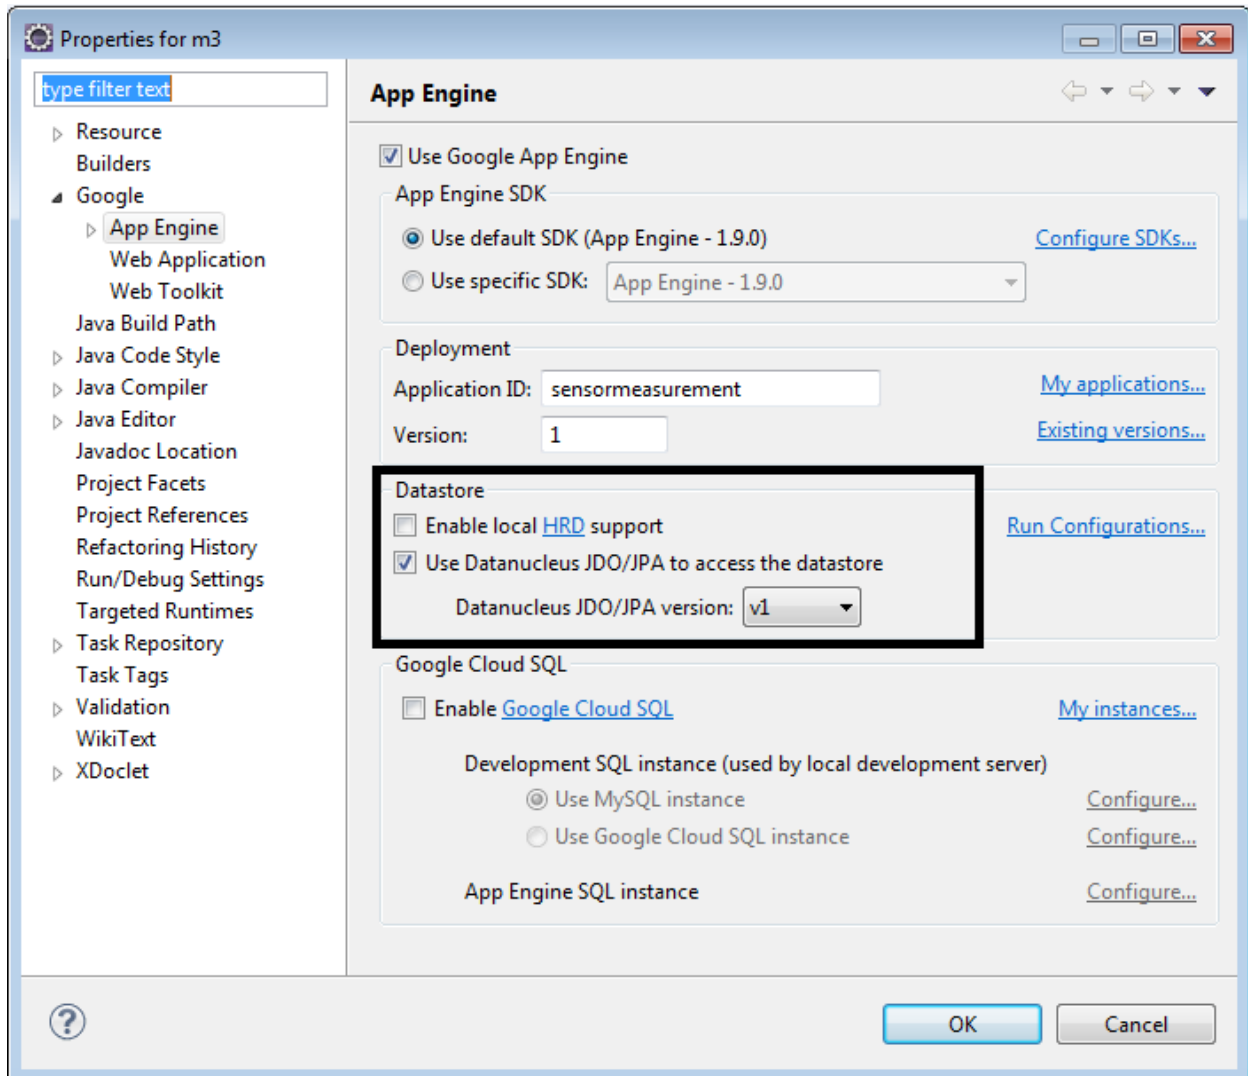 Properties for m3
type filter text
Resource
Builders
Google
App Engine
Web Application
Web Toolkit
Java Build Path
Java Code Style
Java Compiler
Java Editor
Javadoc Location
Project Facets
Project References
Refactoring History
Run/Debug Settings
Targeted Runtimes
Task Repository
Task Tags
Validation
WikiText
XDoclet
App Engine
Use Google App Engine
App Engine SDK
Use default SDK (App Engine - 1.9.0) Configure SDKs...
Use specific SDK: App Engine - 1.9.0
Deployment
Application ID: sensormeasurement My applications...
Version: 1 Existing versions...
Datastore
Enable local HRD support Run Configurations...
Use Datanucleus JDO/JPA to access the datastore
Datanucleus JDO/JPA version: v1
Google Cloud SQL
Enable Google Cloud SQL My instances...
Development SQL instance (used by local development server)
Use MySQL instance Configure...
Use Google Cloud SQL instance Configure...
App Engine SQL instance Configure...
? OK Cancel